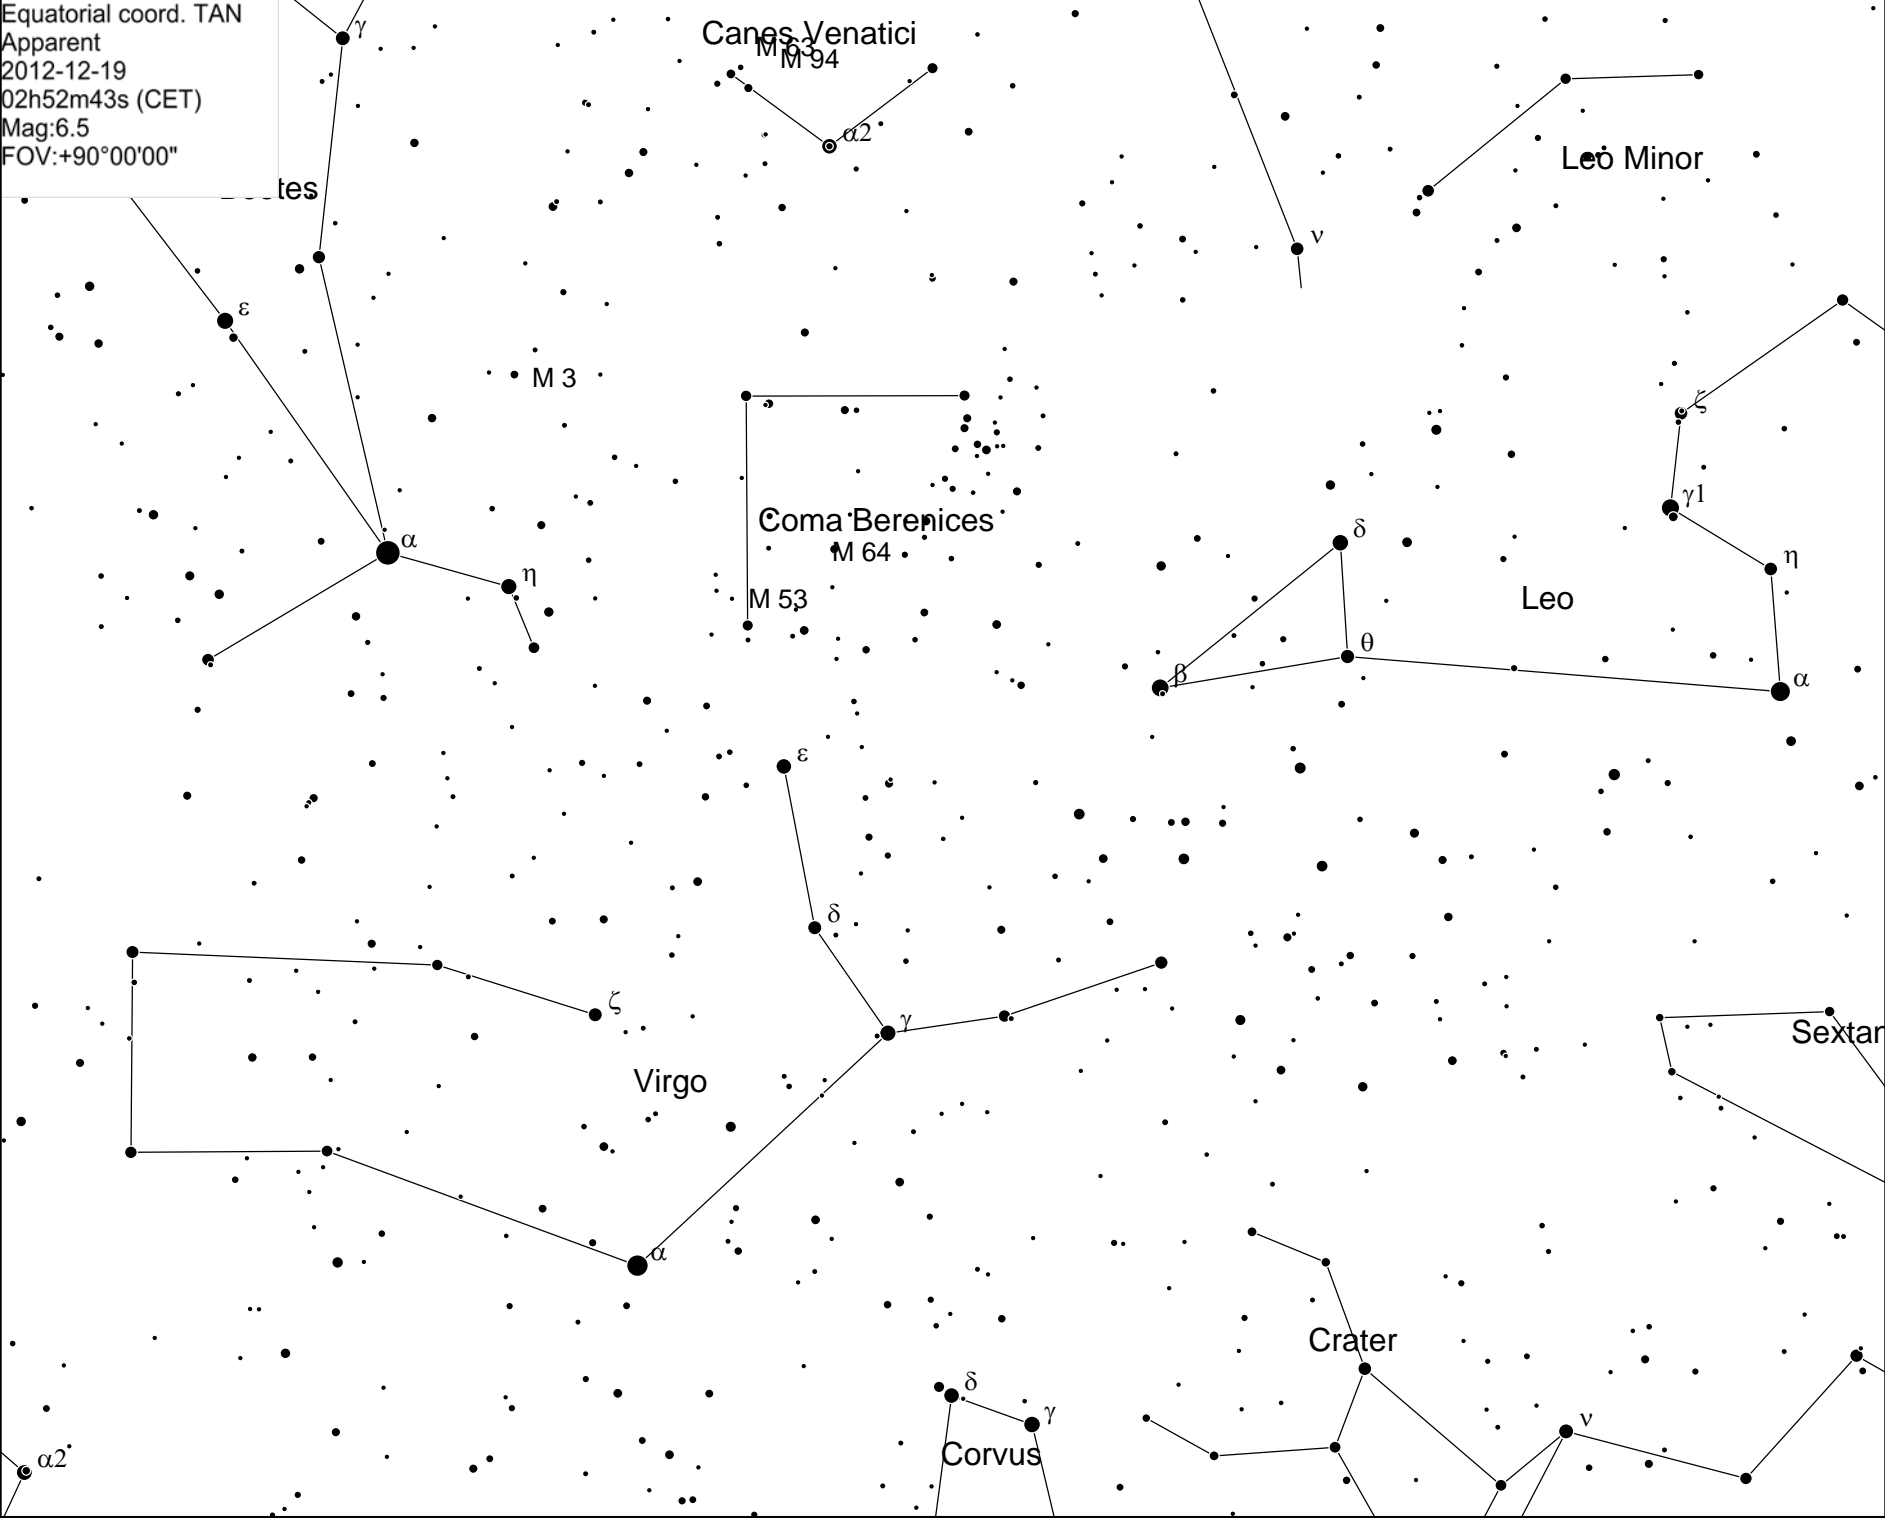 Equatorial coord. TAN
Apparent
2012-12-19
02h52m43s (CET)
Mag:6.5
FOV:+90°00'00"
γ
Canes Venatici
M 63
M 94
α2
Leo Minor
ν
ε
M 3
ζ
γ1
Coma Berenices
M 64
δ
α
η
η
Leo
M 53
θ
β
α
ε
δ
ζ
γ
Sextan
Virgo
α
Crater
δ
γ
ν
Corvus
α2